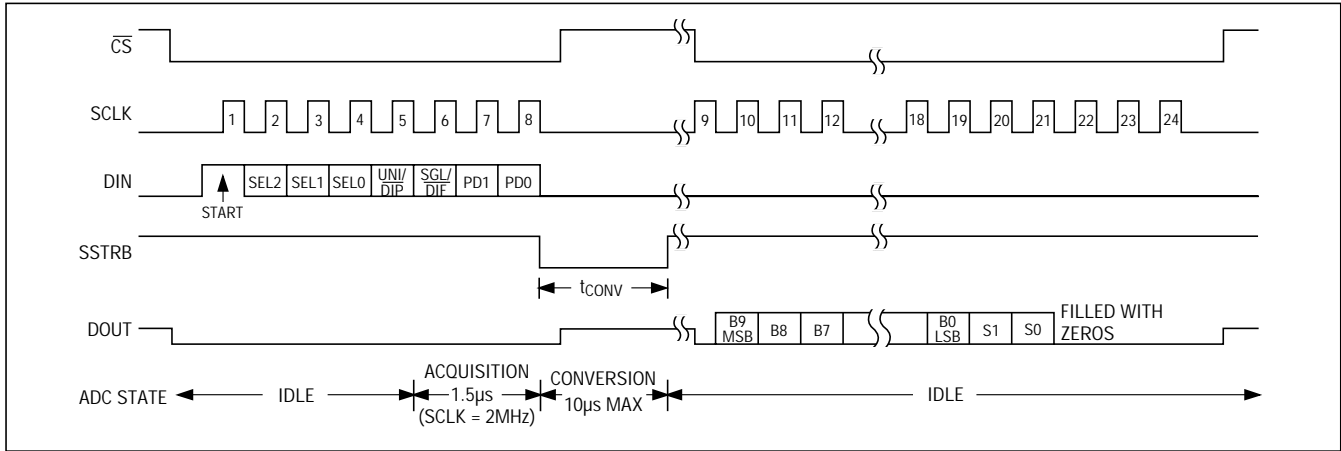 CS
SCLK
1 2 3 4 5 6 7 8 9 10 11 12 18 19 20 21 22 23 24
DIN
SEL2 SEL1 SEL0 UNI/DIP SGL/DIF PD1 PD0
START
SSTRB
tCONV
DOUT
B9 MSB B8 B7 B0 LSB S1 S0 FILLED WITH ZEROS
ADC STATE
IDLE
ACQUISITION
1.5µs
(SCLK = 2MHz)
CONVERSION
10µs MAX
IDLE